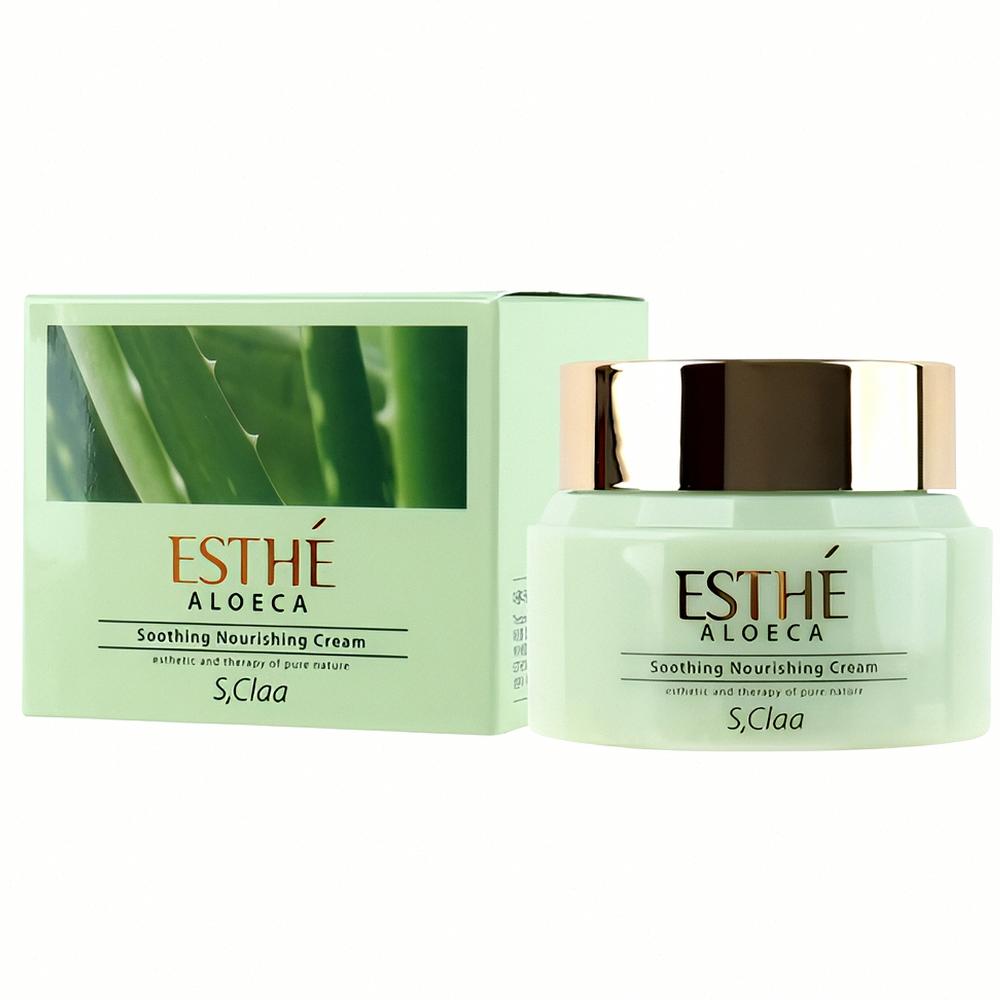 ESTHÉ
ALOECA
Soothing Nourishing Cream
esthetic and therapy of pure nature
S,Claa
ESTHÉ
ALOECA
Soothing Nourishing Cream
esthetic and therapy of pure nature
S,Claa